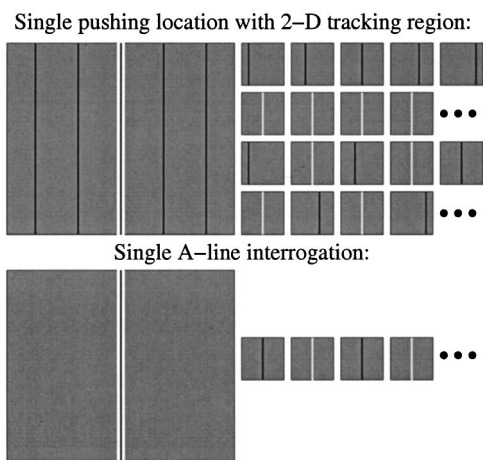 Single pushing location with 2–D tracking region:
Single A–line interrogation: